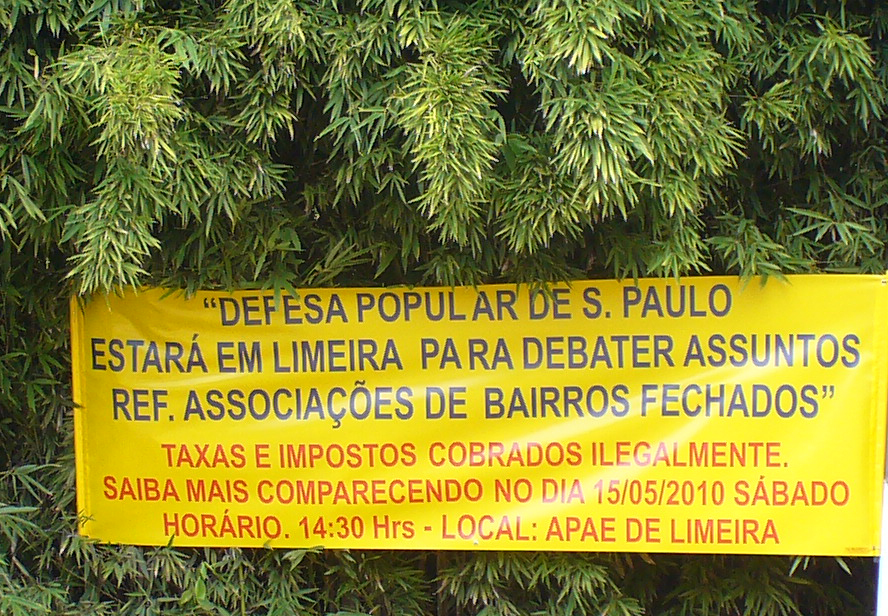 “DEFESA POPULAR DE S. PAULO
ESTARÁ EM LIMEIRA PARA DEBATER ASSUNTOS
REF. ASSOCIAÇÕES DE BAIRROS FECHADOS”
TAXAS E IMPOSTOS COBRADOS ILEGALMENTE.
SAIBA MAIS COMPARECENDO NO DIA 15/05/2010 SÁBADO
HORÁRIO. 14:30 Hrs - LOCAL: APAE DE LIMEIRA